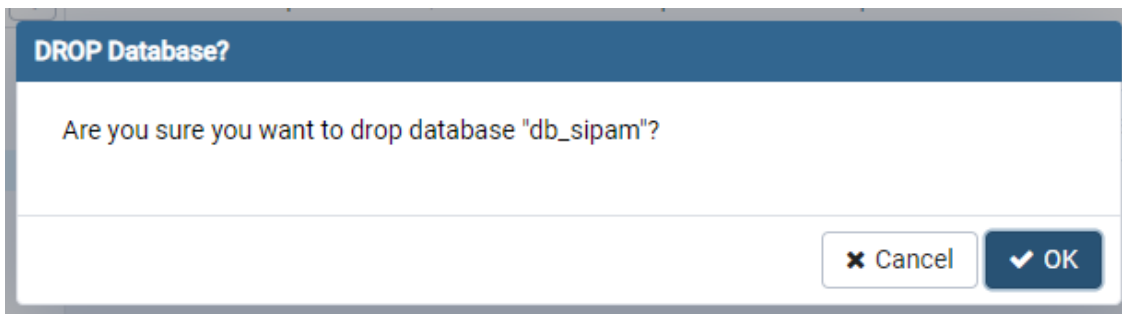 DROP Database?
Are you sure you want to drop database "db_sipam"?
Cancel
OK